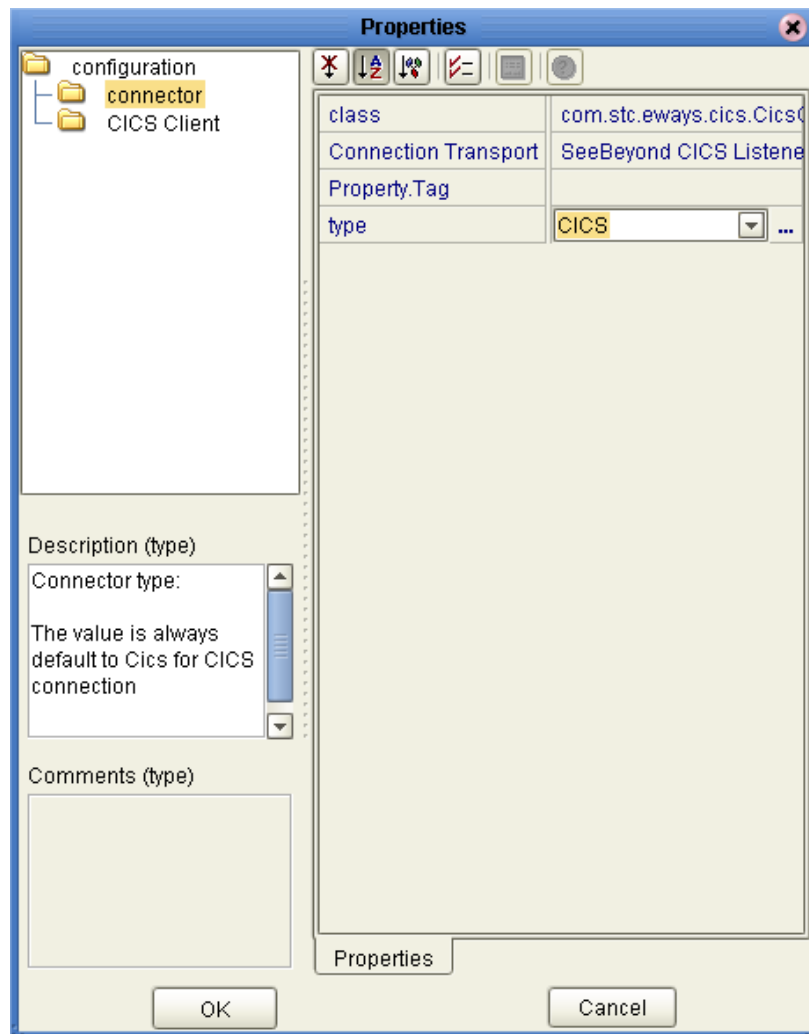 Properties
configuration
connector
CICS Client
class com.stc.eways.cics.Cics
Connection Transport SeeBeyond CICS Listene
Property.Tag
type CICS ...
Description (type)
Connector type:
The value is always
default to Cics for CICS
connection
Comments (type)
Properties
OK Cancel